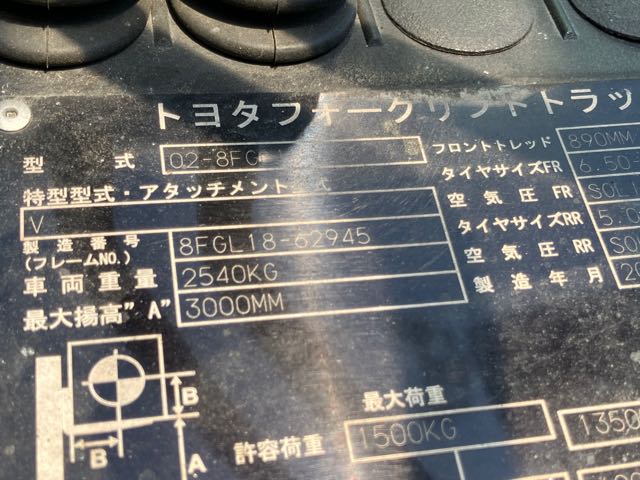 トヨタフォークリフトトラッ
型 式 02-8FG
フロントトレッド 890MM
タイヤサイズFR 6.50-
特型型式・アタッチメント
空気圧 FR SOL
V
タイヤサイズRR 5.0
製造番号 (フレームNO.) 8FGL18-62945
空気圧 RR SO
車両重量 2540KG
製造年月 20
最大揚高"A" 3000MM
B
B
A
最大荷重
許容荷重 1500KG 1350